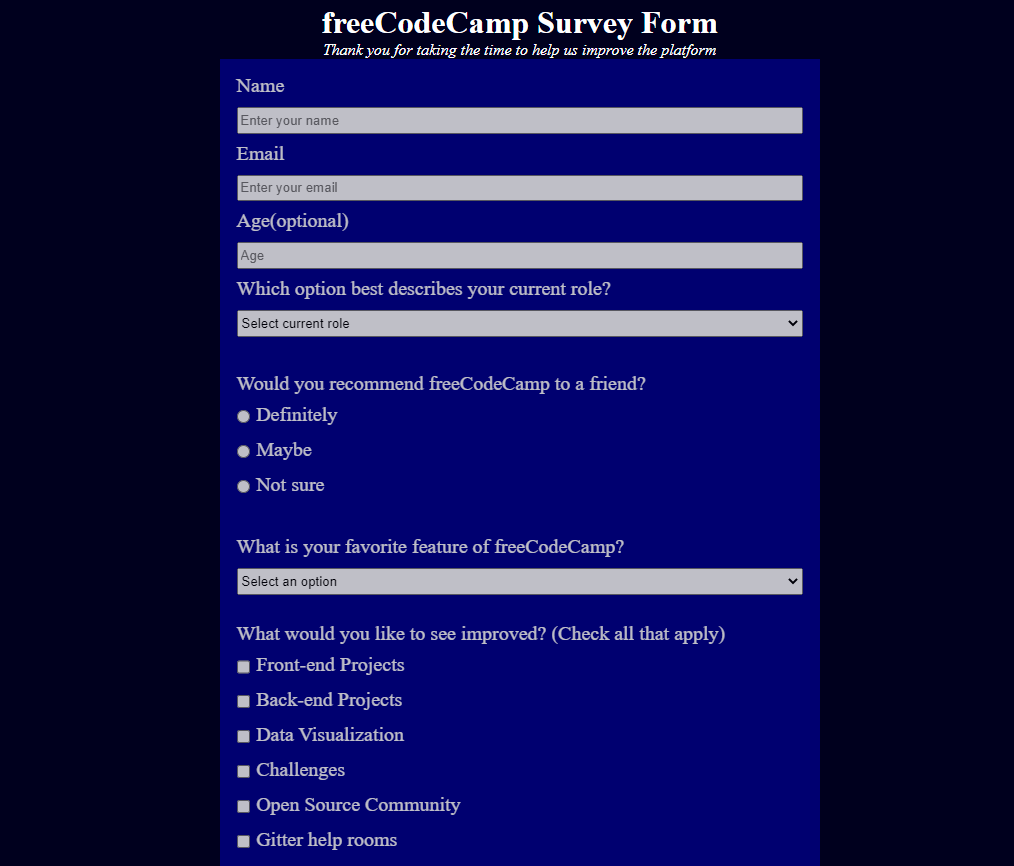 freeCodeCamp Survey Form
Thank you for taking the time to help us improve the platform
Name
Enter your name
Email
Enter your email
Age(optional)
Age
Which option best describes your current role?
Select current role
Would you recommend freeCodeCamp to a friend?
Definitely
Maybe
Not sure
What is your favorite feature of freeCodeCamp?
Select an option
What would you like to see improved? (Check all that apply)
Front-end Projects
Back-end Projects
Data Visualization
Challenges
Open Source Community
Gitter help rooms